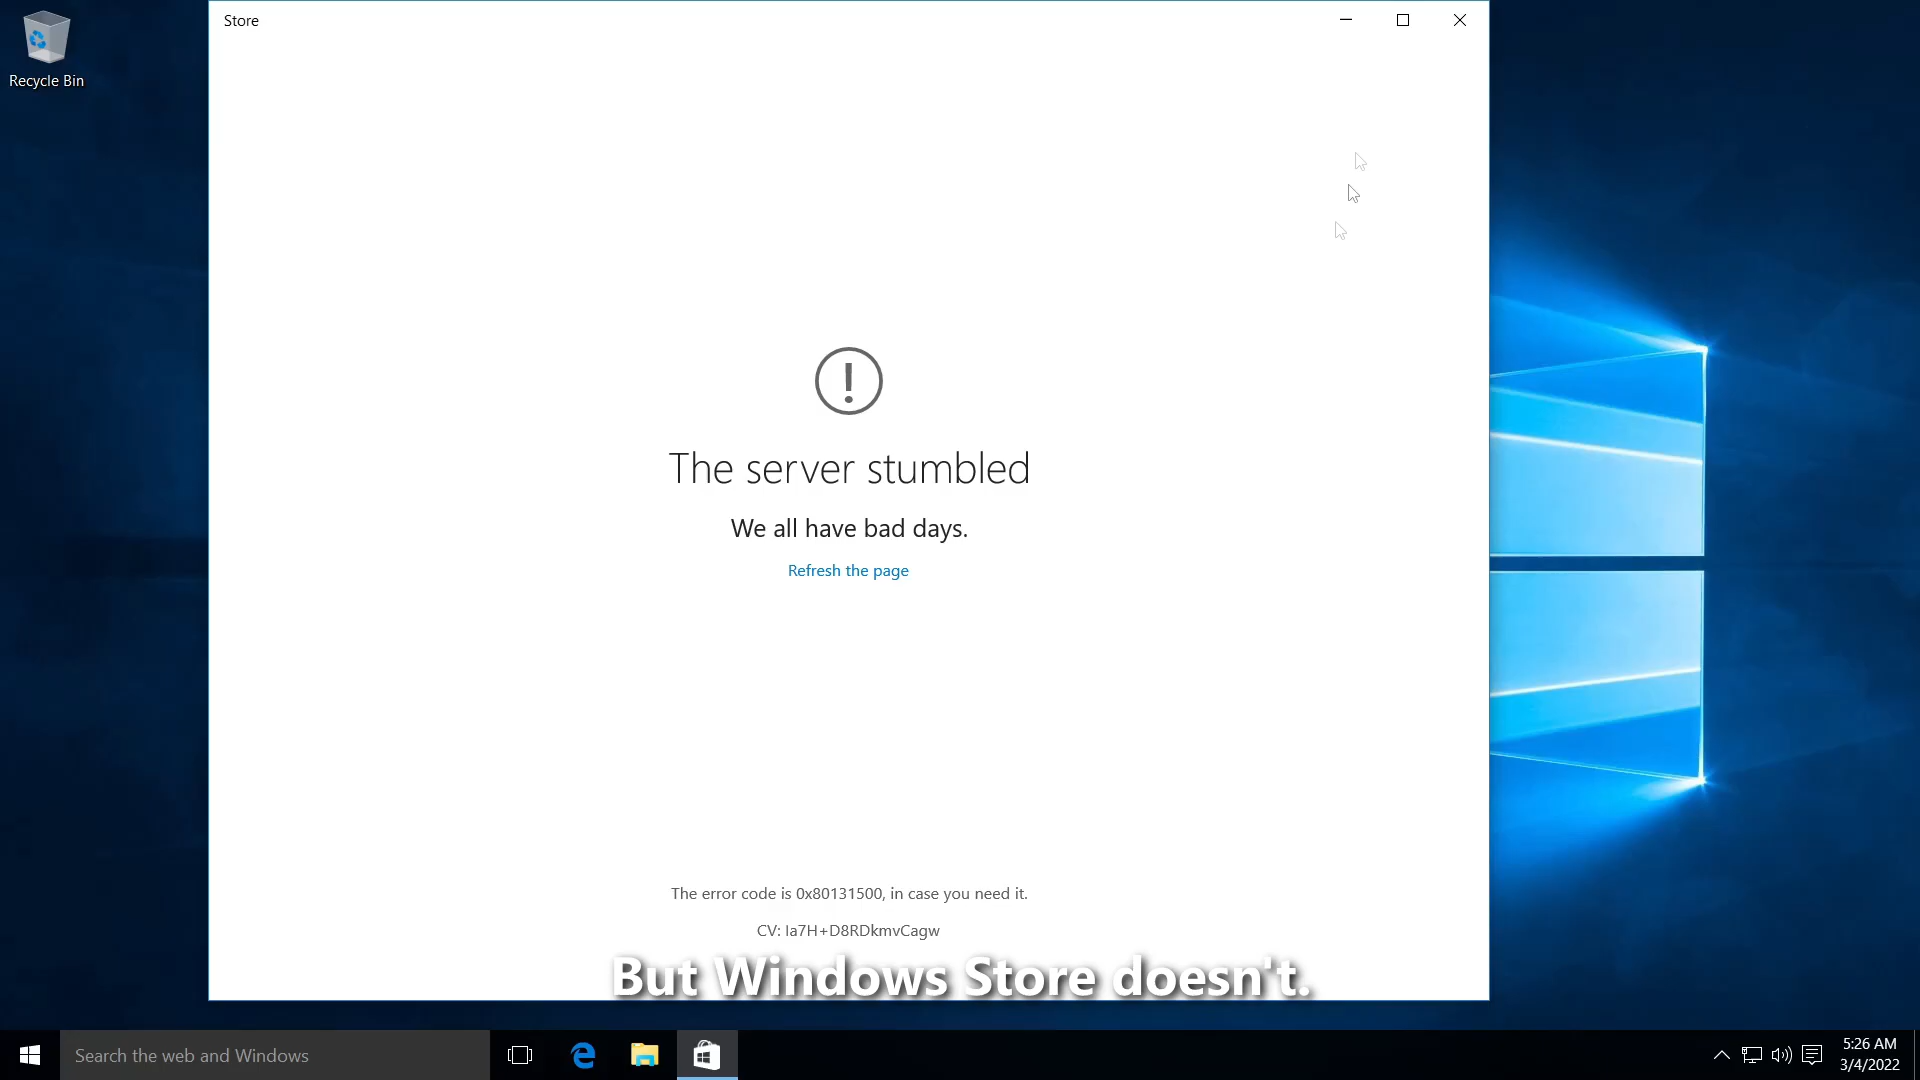 Store
Recycle Bin
The server stumbled
We all have bad days.
Refresh the page
The error code is 0x80131500, in case you need it.
CV: Ia7H+D8RDkmvCagw
But Windows Store doesn't.
Search the web and Windows
5:26 AM
3/4/2022